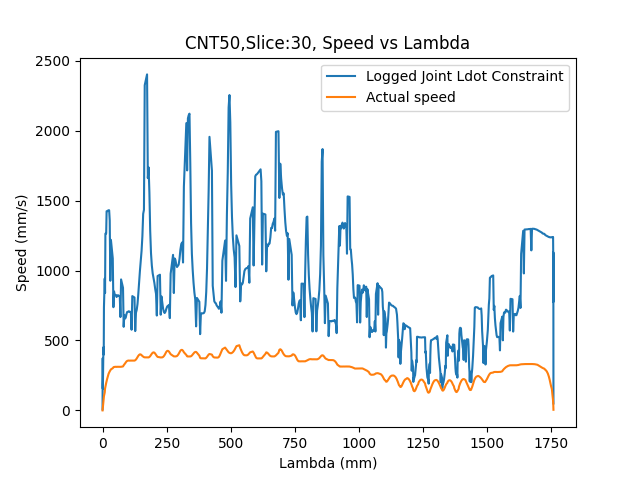 CNT50,Slice:30, Speed vs Lambda
Logged Joint Ldot Constraint
Actual speed
Speed (mm/s)
2500
2000
1500
1000
500
0
0 250 500 750 1000 1250 1500 1750
Lambda (mm)